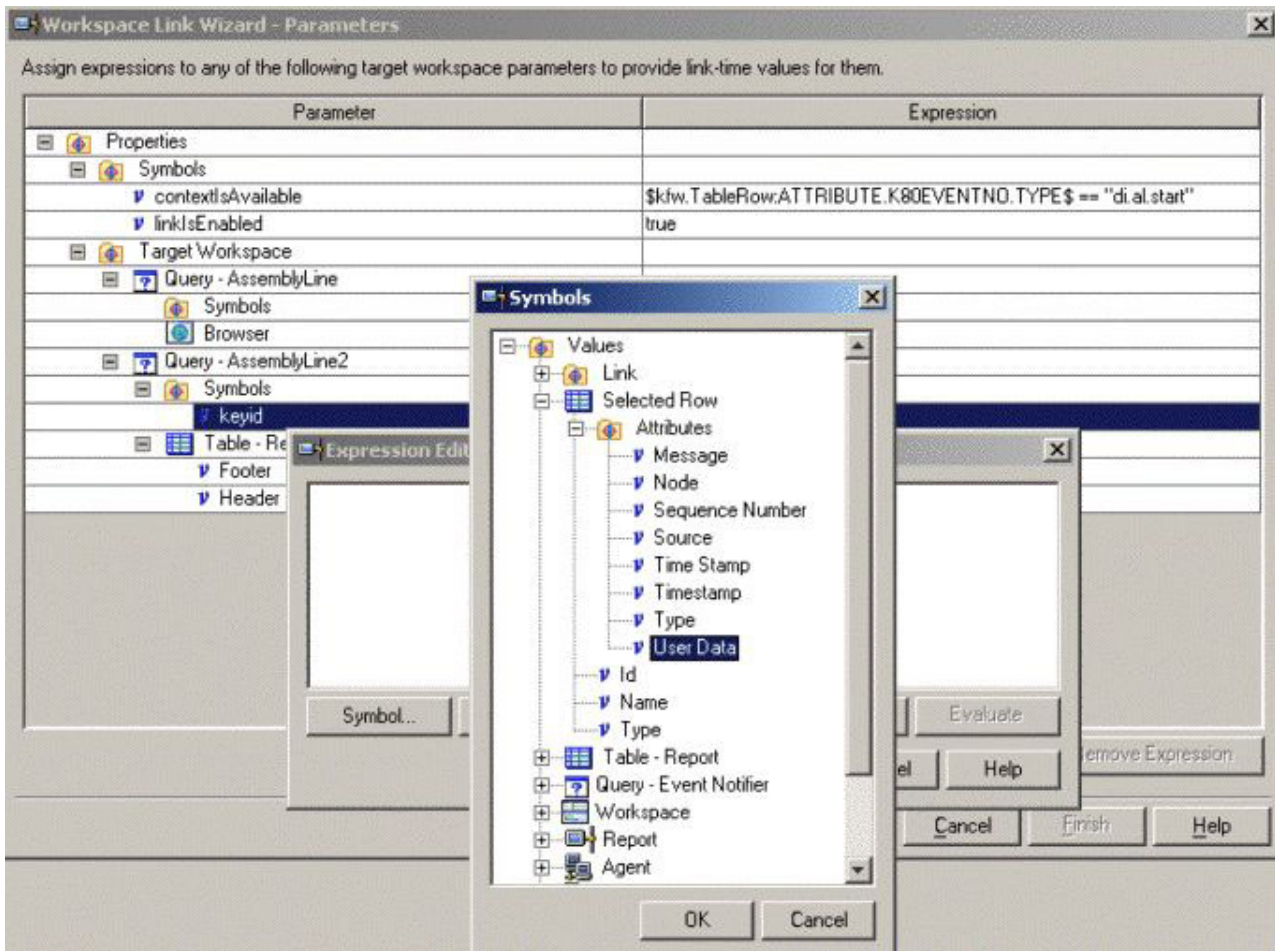 Workspace Link Wizard - Parameters
Assign expressions to any of the following target workspace parameters to provide link-time values for them.
Parameter Expression
Properties
Symbols
contextIsAvailable $kfw.TableRow:ATTRIBUTE.K80EVENTNO.TYPE$ == "di.al.start"
linkIsEnabled true
Target Workspace
Query - AssemblyLine
Symbols
Browser
Query - AssemblyLine2
Symbols
keyid
Table - Re
Footer
Header
Expression Edit
Symbol...
Evaluate
el
Help
emove Expression
Cancel
Finish
Help
Symbols
Values
Link
Selected Row
Attributes
Message
Node
Sequence Number
Source
Time Stamp
Timestamp
Type
User Data
Id
Name
Type
Table - Report
Query - Event Notifier
Workspace
Report
Agent
OK
Cancel